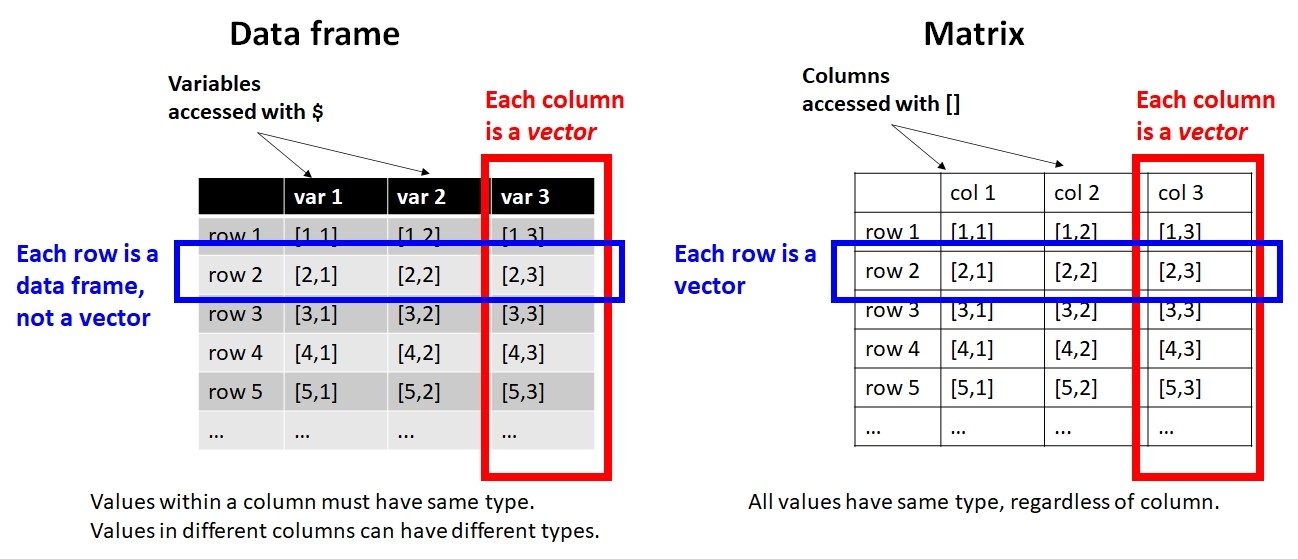 Data frame
Variables
accessed with $
Each column
is a vector
var 1 var 2 var 3
row 1 [1,1] [1,2] [1,3]
Each row is a
data frame,
not a vector
row 2 [2,1] [2,2] [2,3]
row 3 [3,1] [3,2] [3,3]
row 4 [4,1] [4,2] [4,3]
row 5 [5,1] [5,2] [5,3]
... ... ... ...
Values within a column must have same type.
Values in different columns can have different types.
Matrix
Columns
accessed with []
Each column
is a vector
col 1 col 2 col 3
row 1 [1,1] [1,2] [1,3]
Each row is a
vector
row 2 [2,1] [2,2] [2,3]
row 3 [3,1] [3,2] [3,3]
row 4 [4,1] [4,2] [4,3]
row 5 [5,1] [5,2] [5,3]
... ... ... ...
All values have same type, regardless of column.